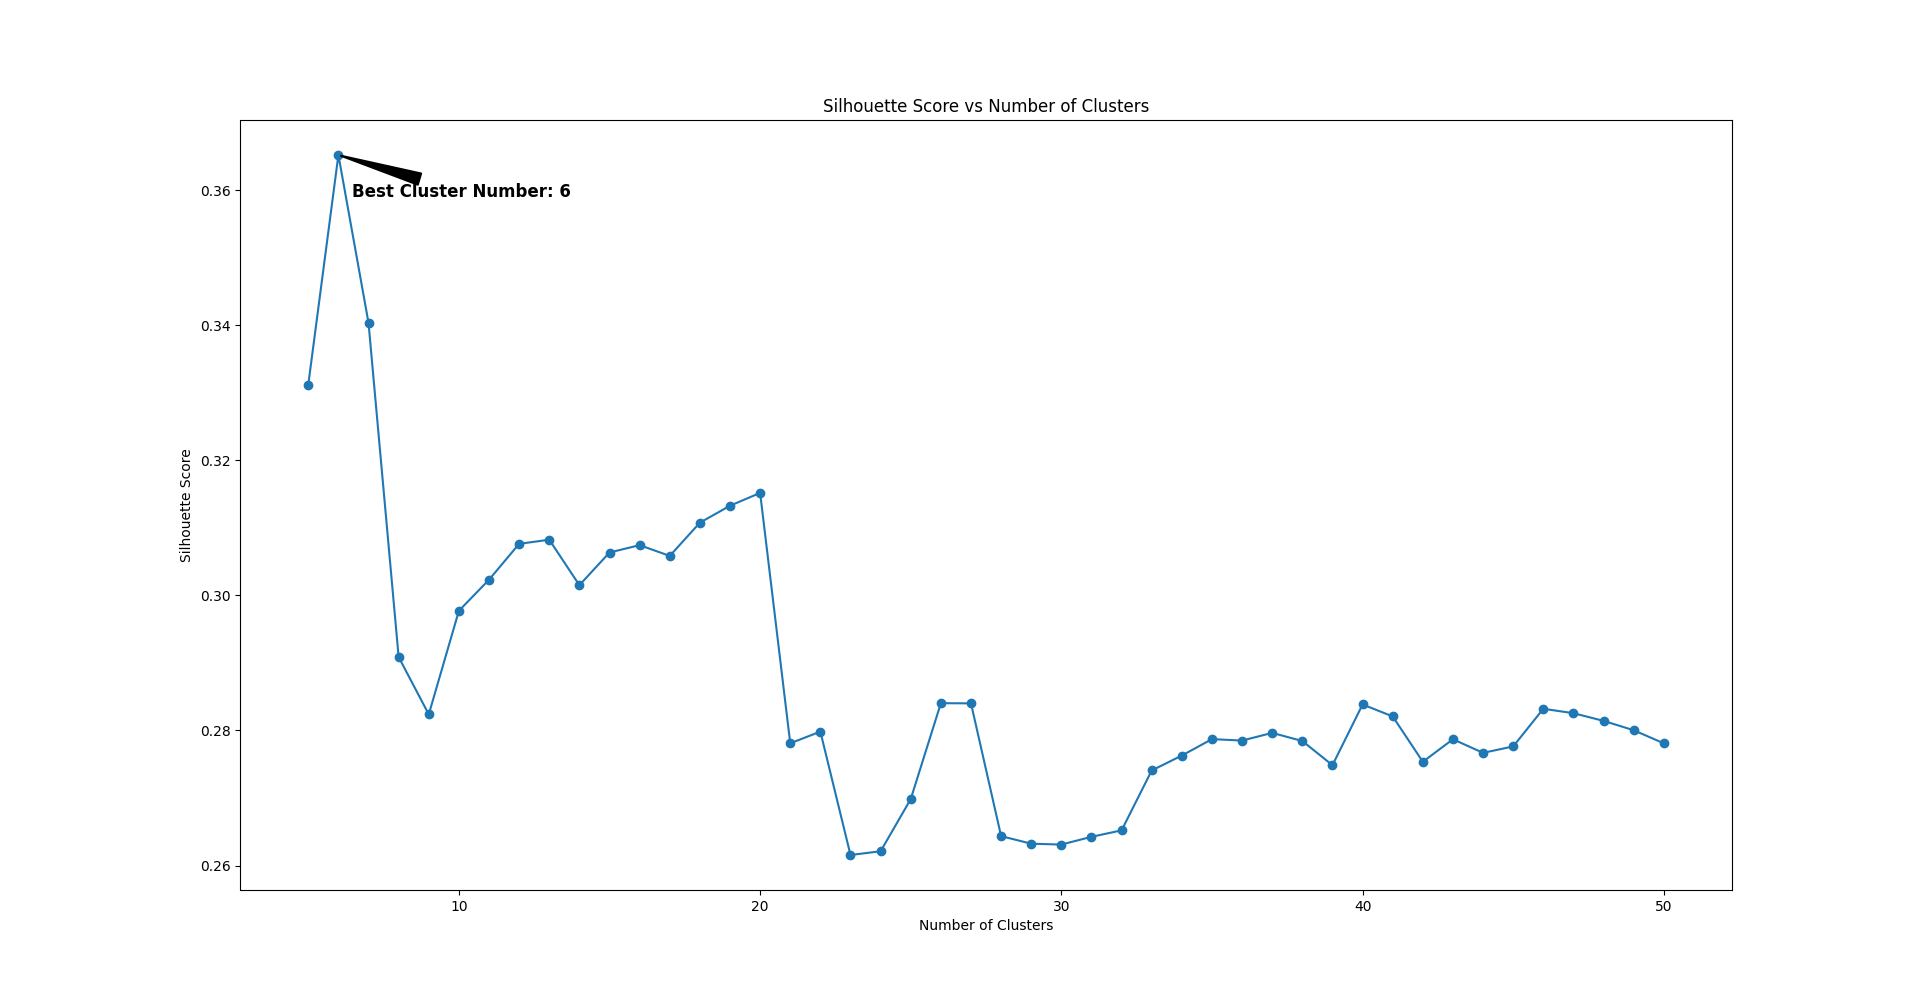 Silhouette Score vs Number of Clusters
Best Cluster Number: 6
Silhouette Score
0.36
0.34
0.32
0.30
0.28
0.26
10
20
30
40
50
Number of Clusters